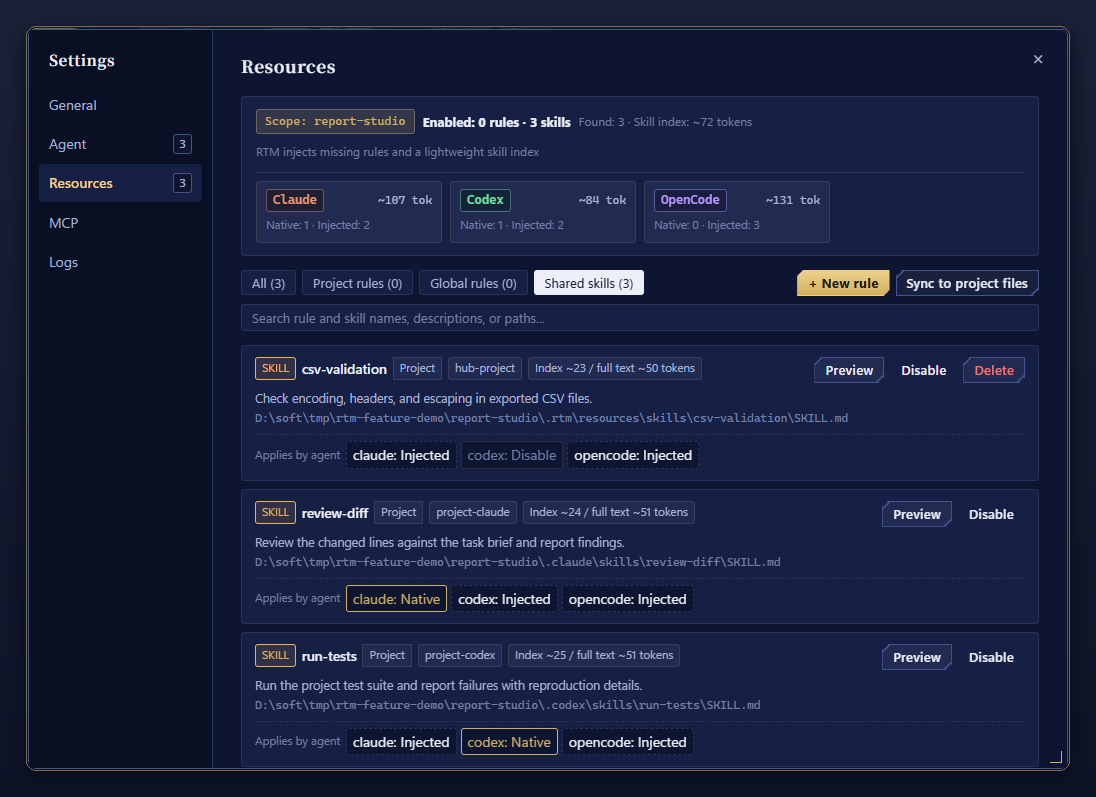 Settings
General
Agent 3
Resources 3
MCP
Logs
Resources ×
Scope: report-studio Enabled: 0 rules · 3 skills Found: 3 · Skill index: ~72 tokens
RTM injects missing rules and a lightweight skill index
Claude ~107 tok
Native: 1 · Injected: 2
Codex ~84 tok
Native: 1 · Injected: 2
OpenCode ~131 tok
Native: 0 · Injected: 3
All (3) Project rules (0) Global rules (0) Shared skills (3) + New rule Sync to project files
Search rule and skill names, descriptions, or paths...
SKILL csv-validation Project hub-project Index ~23 / full text ~50 tokens Preview Disable Delete
Check encoding, headers, and escaping in exported CSV files.
D:\soft\tmp\rtm-feature-demo\report-studio\.rtm\resources\skills\csv-validation\SKILL.md
Applies by agent claude: Injected codex: Disable opencode: Injected
SKILL review-diff Project project-claude Index ~24 / full text ~51 tokens Preview Disable
Review the changed lines against the task brief and report findings.
D:\soft\tmp\rtm-feature-demo\report-studio\.claude\skills\review-diff\SKILL.md
Applies by agent claude: Native codex: Injected opencode: Injected
SKILL run-tests Project project-codex Index ~25 / full text ~51 tokens Preview Disable
Run the project test suite and report failures with reproduction details.
D:\soft\tmp\rtm-feature-demo\report-studio\.codex\skills\run-tests\SKILL.md
Applies by agent claude: Injected codex: Native opencode: Injected